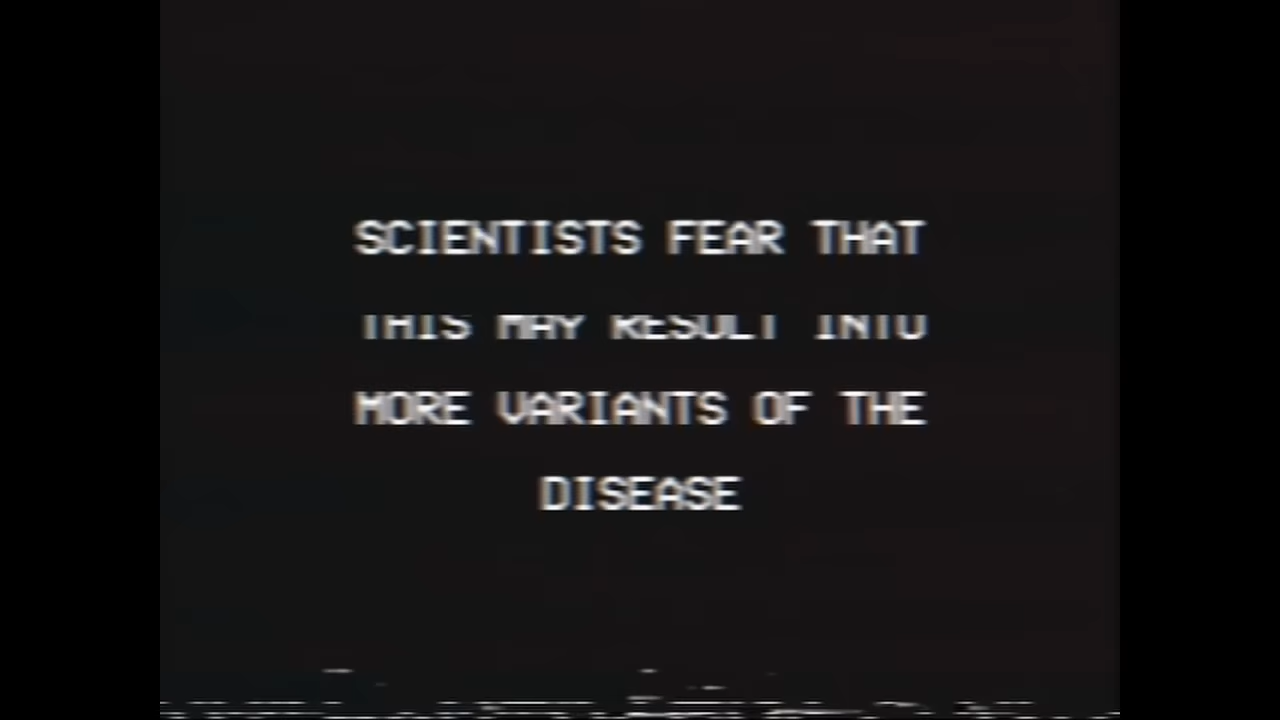 SCIENTISTS FEAR THAT
THIS MAY RESULT INTO
MORE VARIANTS OF THE
DISEASE